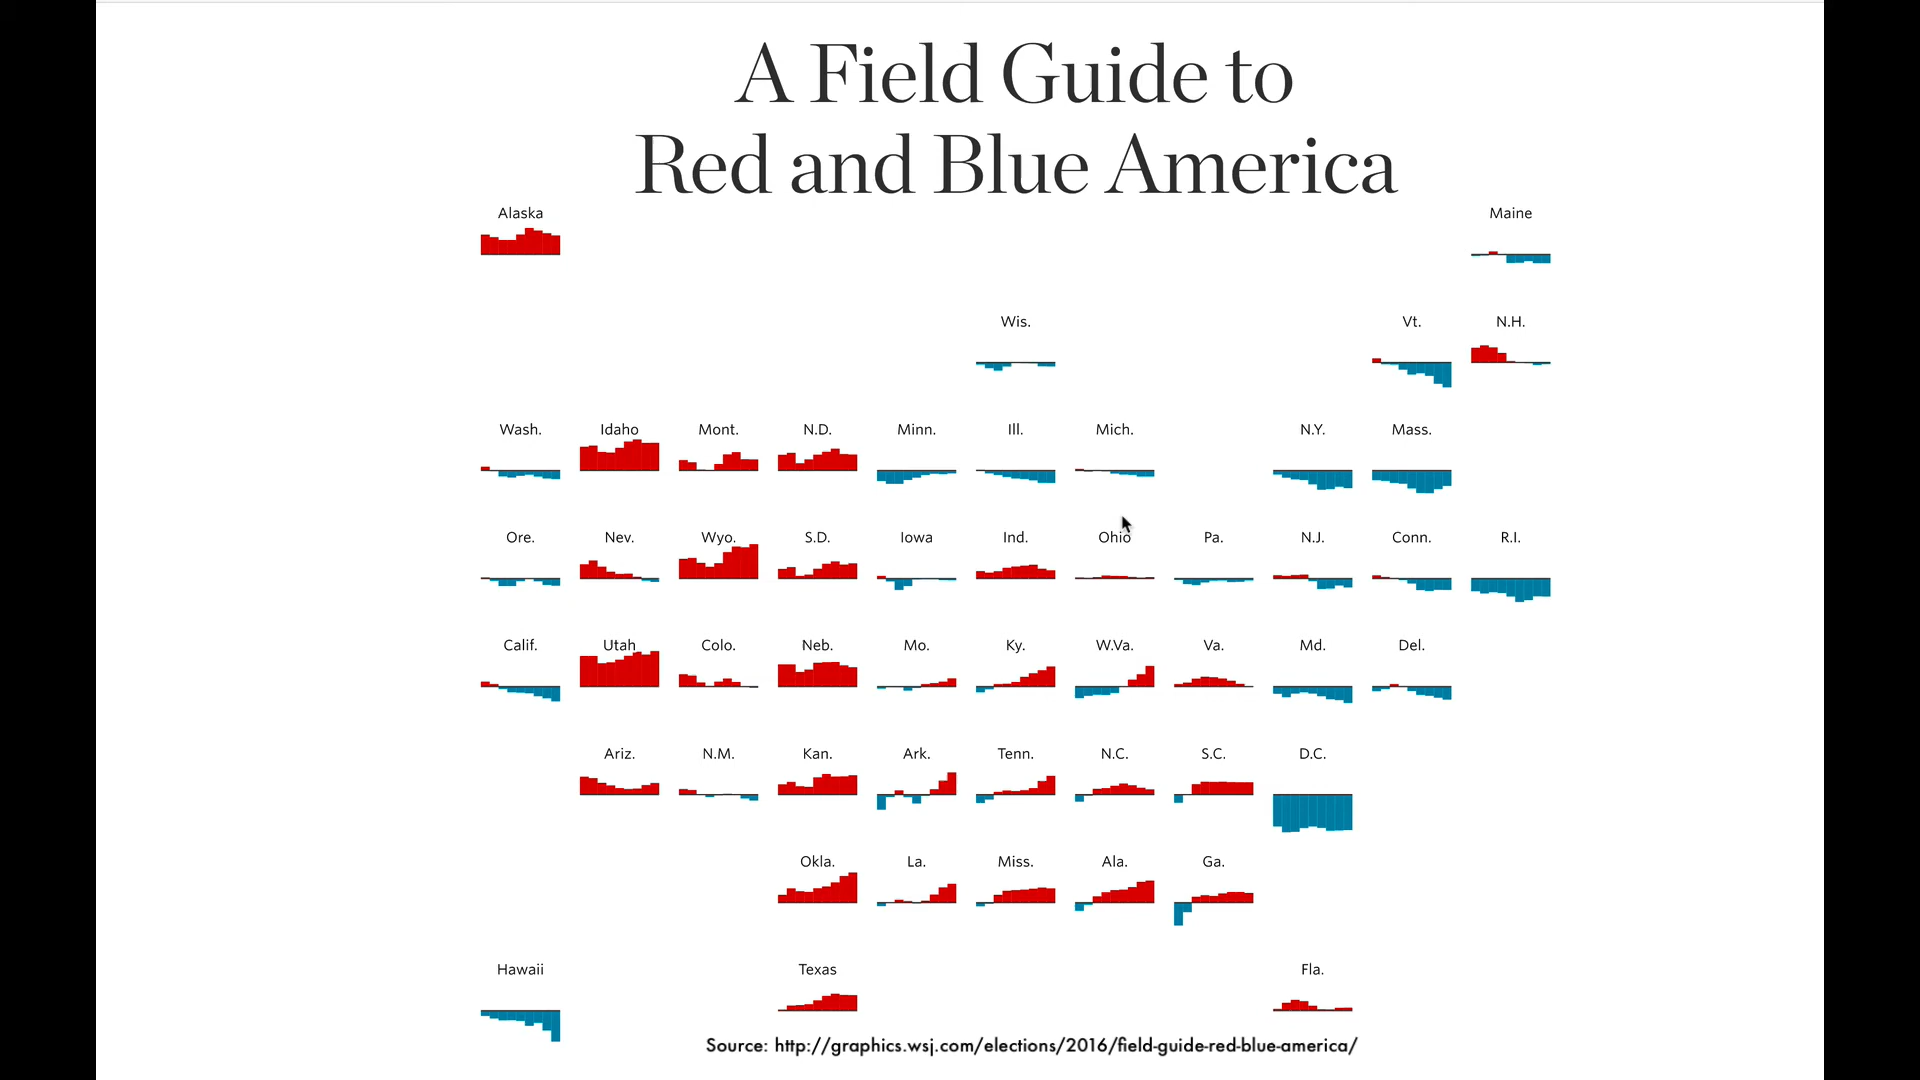 A Field Guide to
Red and Blue America
Alaska
Maine
Wis.
Vt.
N.H.
Wash.
Idaho
Mont.
N.D.
Minn.
Ill.
Mich.
N.Y.
Mass.
Ore.
Nev.
Wyo.
S.D.
Iowa
Ind.
Ohio
Pa.
N.J.
Conn.
R.I.
Calif.
Utah
Colo.
Neb.
Mo.
Ky.
W.Va.
Va.
Md.
Del.
Ariz.
N.M.
Kan.
Ark.
Tenn.
N.C.
S.C.
D.C.
Okla.
La.
Miss.
Ala.
Ga.
Hawaii
Texas
Fla.
Source: http://graphics.wsj.com/elections/2016/field-guide-red-blue-america/